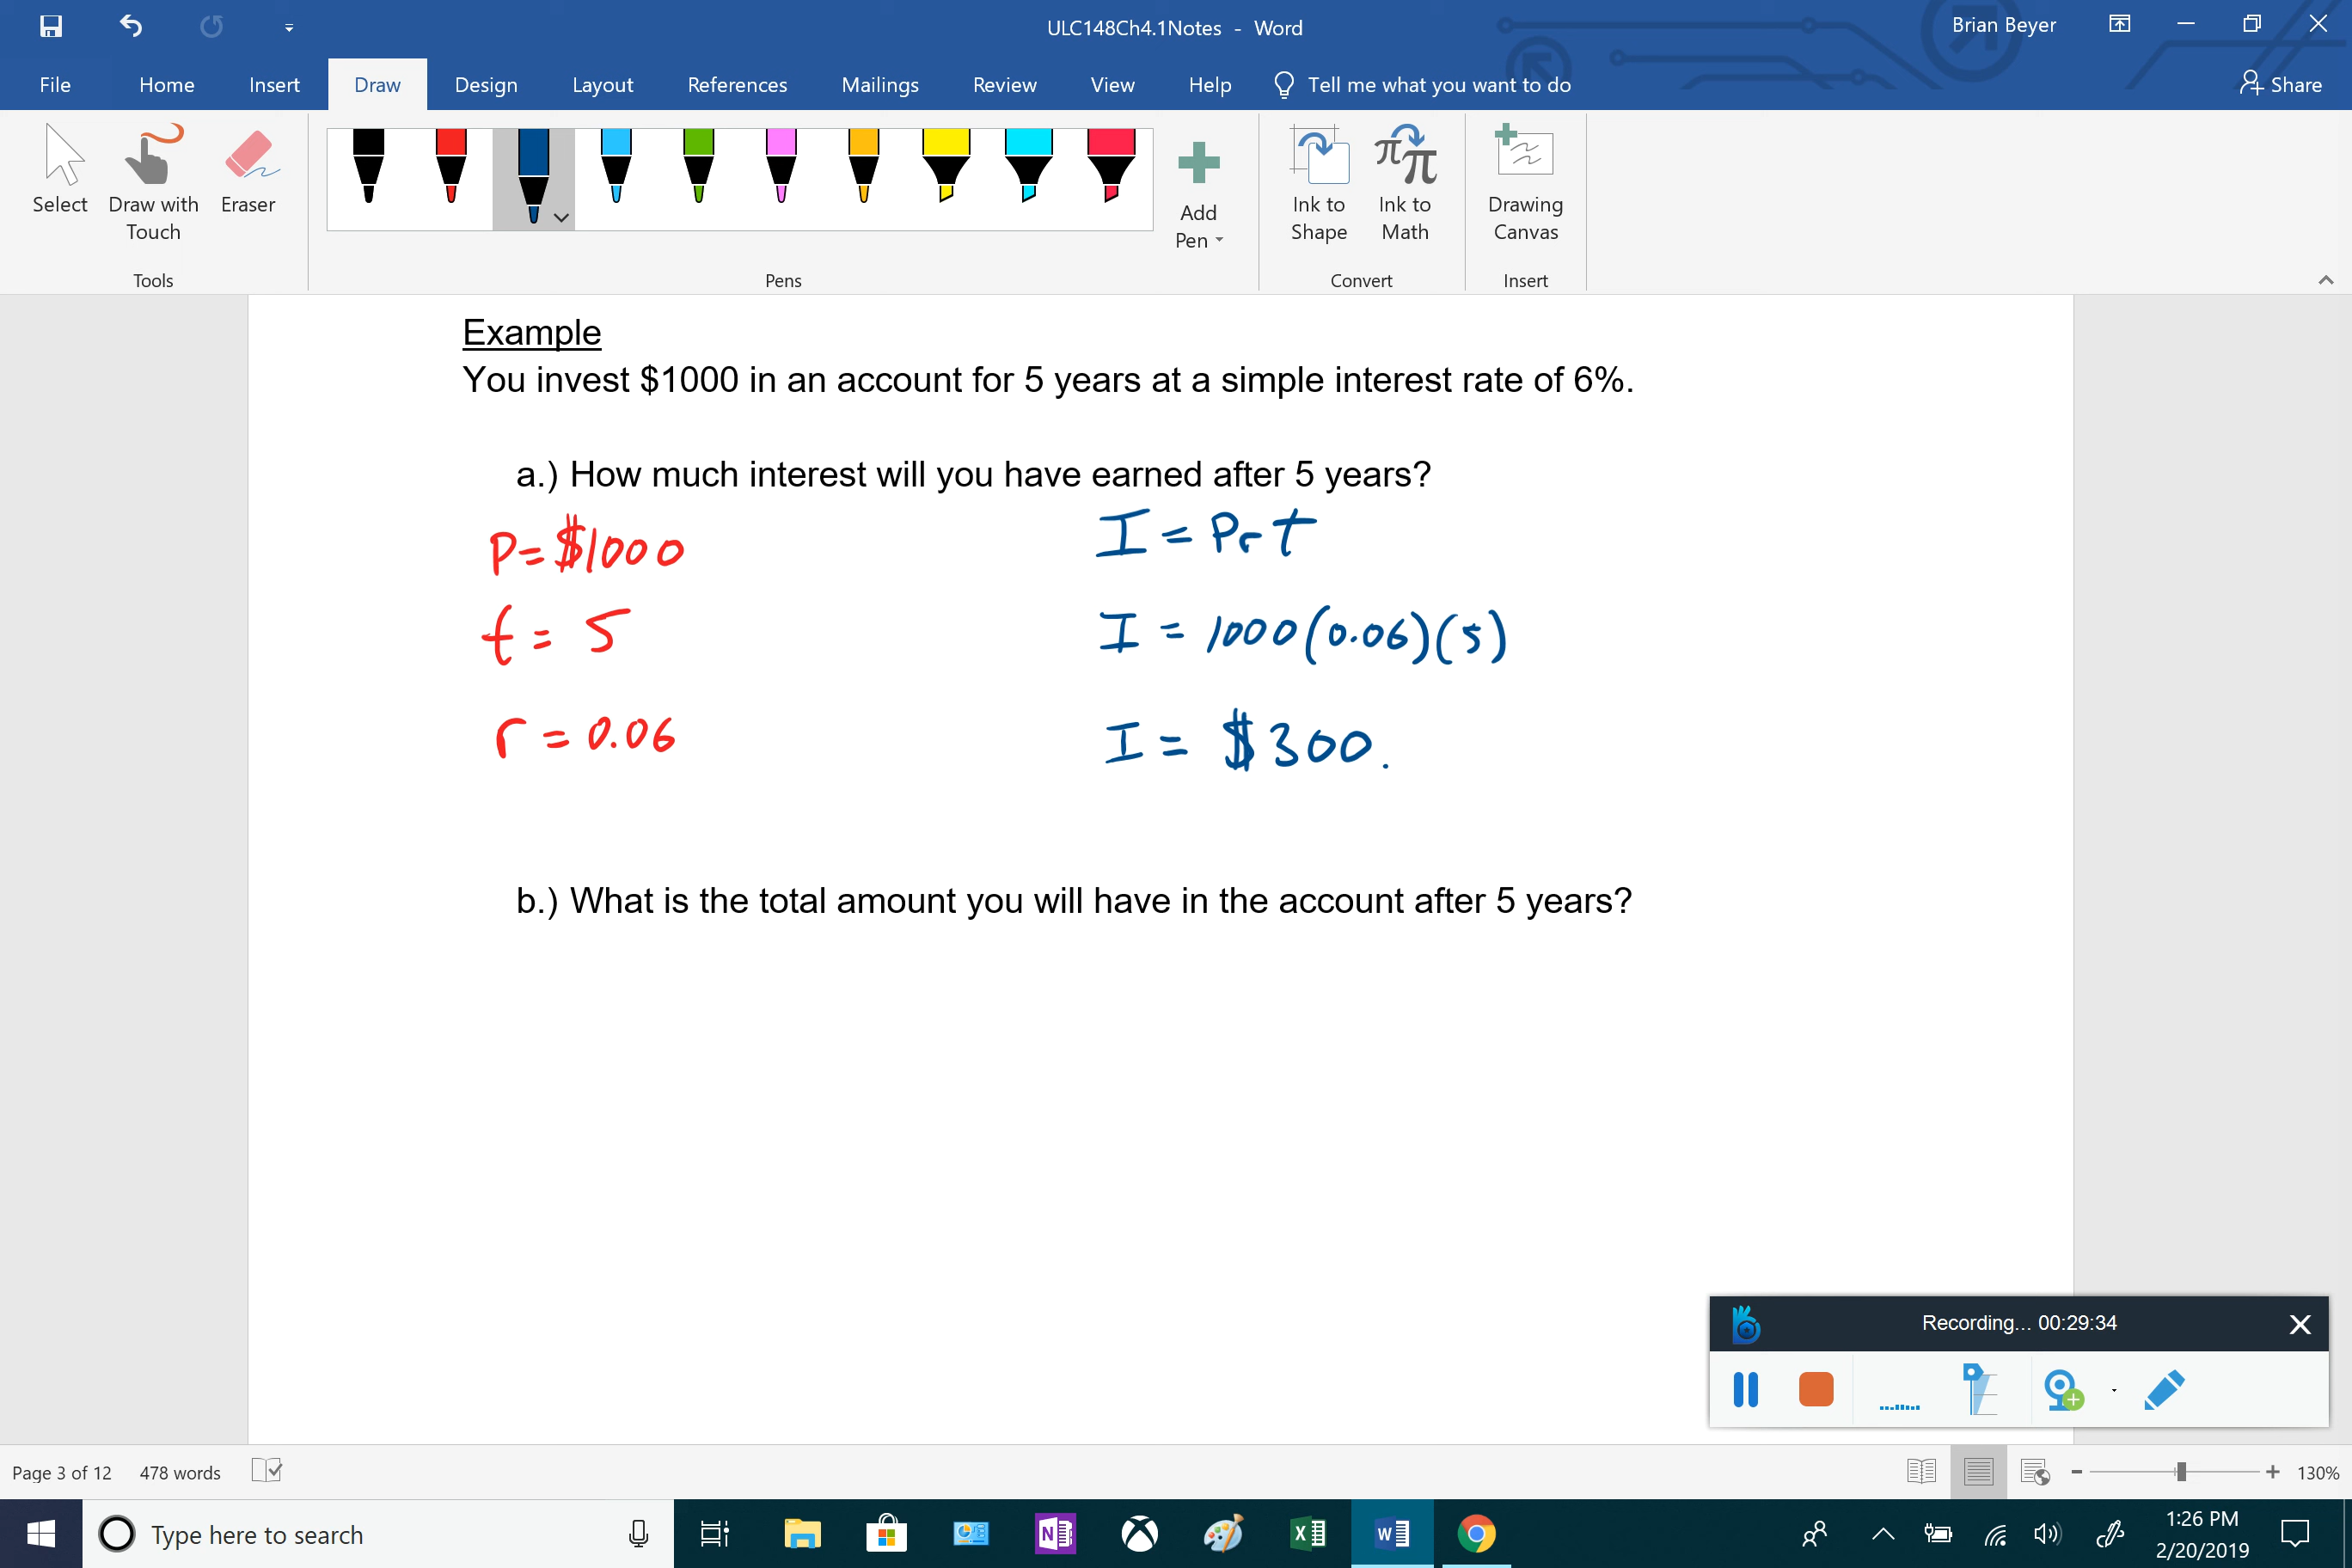 ULC148Ch4.1Notes - Word
Brian Beyer
File Home Insert Draw Design Layout References Mailings Review View Help Tell me what you want to do Share
Select
Draw with Touch
Eraser
Tools
Pens
Add Pen
Ink to Shape
Ink to Math
Convert
Drawing Canvas
Insert
Example
You invest $1000 in an account for 5 years at a simple interest rate of 6%.
a.) How much interest will you have earned after 5 years?
P=$1000
t = 5
r = 0.06
I = Prt
I = 1000(0.06)(5)
I = $300.
b.) What is the total amount you will have in the account after 5 years?
Recording... 00:29:34
Page 3 of 12 478 words
130%
Type here to search
1:26 PM
2/20/2019